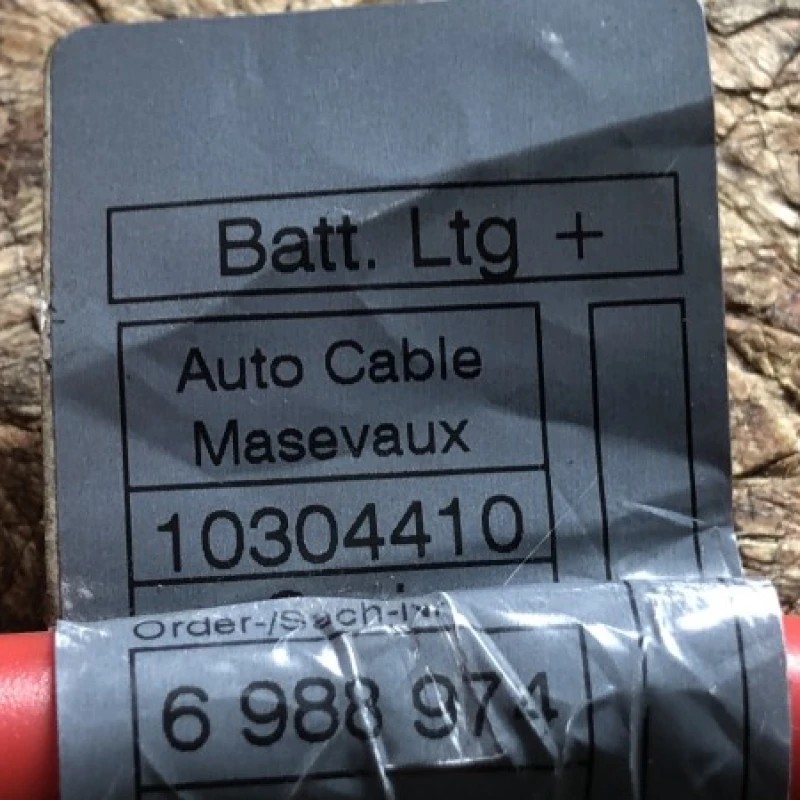 Batt. Ltg +
Auto Cable
Masevaux
10304410
Order-/Sach-Nr
6 988 974